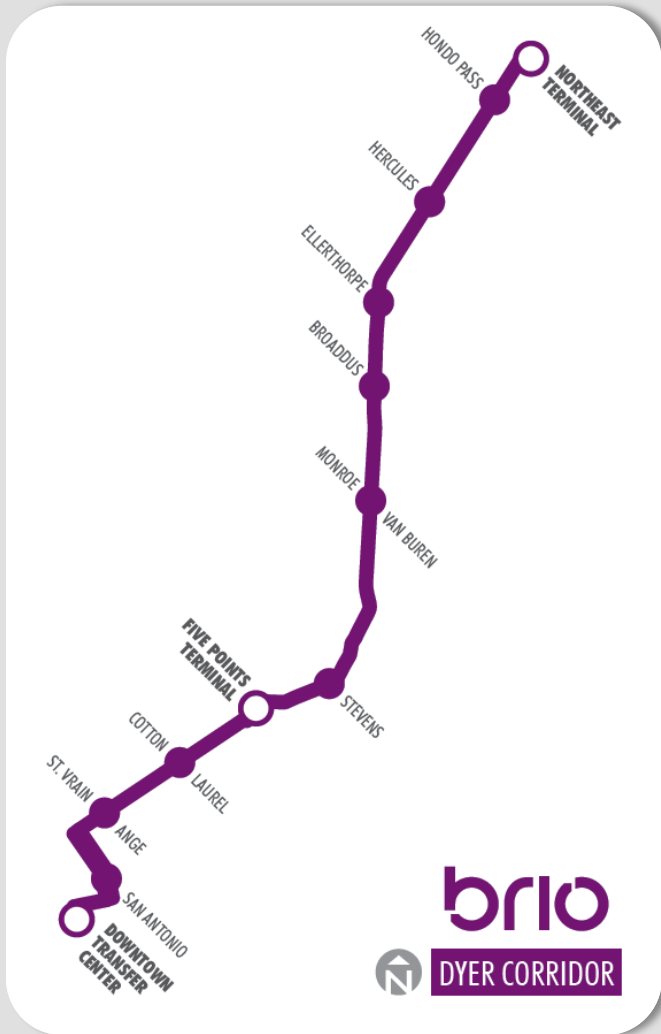 HONDO PASS
NORTHEAST
TERMINAL
HERCULES
ELLERTHORPE
BROADDUS
MONROE
VAN BUREN
FIVE POINTS
TERMINAL
STEVENS
COTTON
LAUREL
ST. VRAIN
ANGE
SAN ANTONIO
DOWNTOWN
TRANSFER
CENTER
brio
N
DYER CORRIDOR